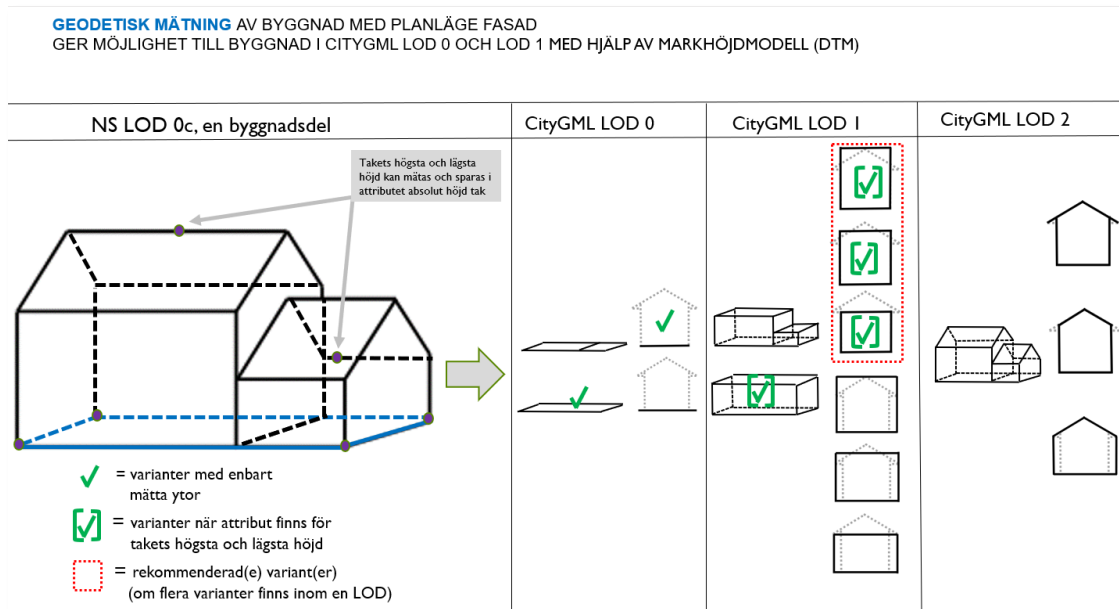 GEODETISK MÄTNING AV BYGGNAD MED PLANLÄGE FASAD
GER MÖJLIGHET TILL BYGGNAD I CITYGML LOD 0 OCH LOD 1 MED HJÄLP AV MARKHÖJDMODELL (DTM)
NS LOD 0c, en byggnadsdel
CityGML LOD 0
CityGML LOD 1
CityGML LOD 2
Takets högsta och lägsta
höjd kan mätas och sparas i
attributet absolut höjd tak
= varianter med enbart
mätta ytor
= varianter när attribut finns för
takets högsta och lägsta höjd
= rekommenderad(e) variant(er)
(om flera varianter finns inom en LOD)